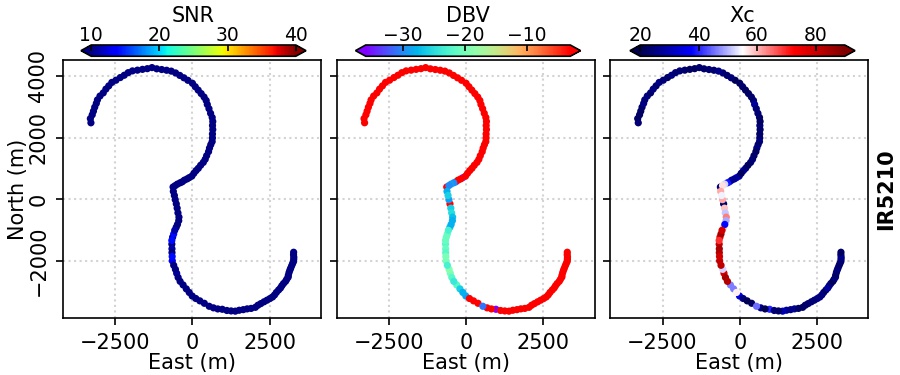 SNR
DBV
Xc
10 20 30 40
−30 −20 −10
20 40 60 80
4000
2000
0
−2000
North (m)
−2500 0 2500
−2500 0 2500
−2500 0 2500
East (m)
East (m)
East (m)
IR5210